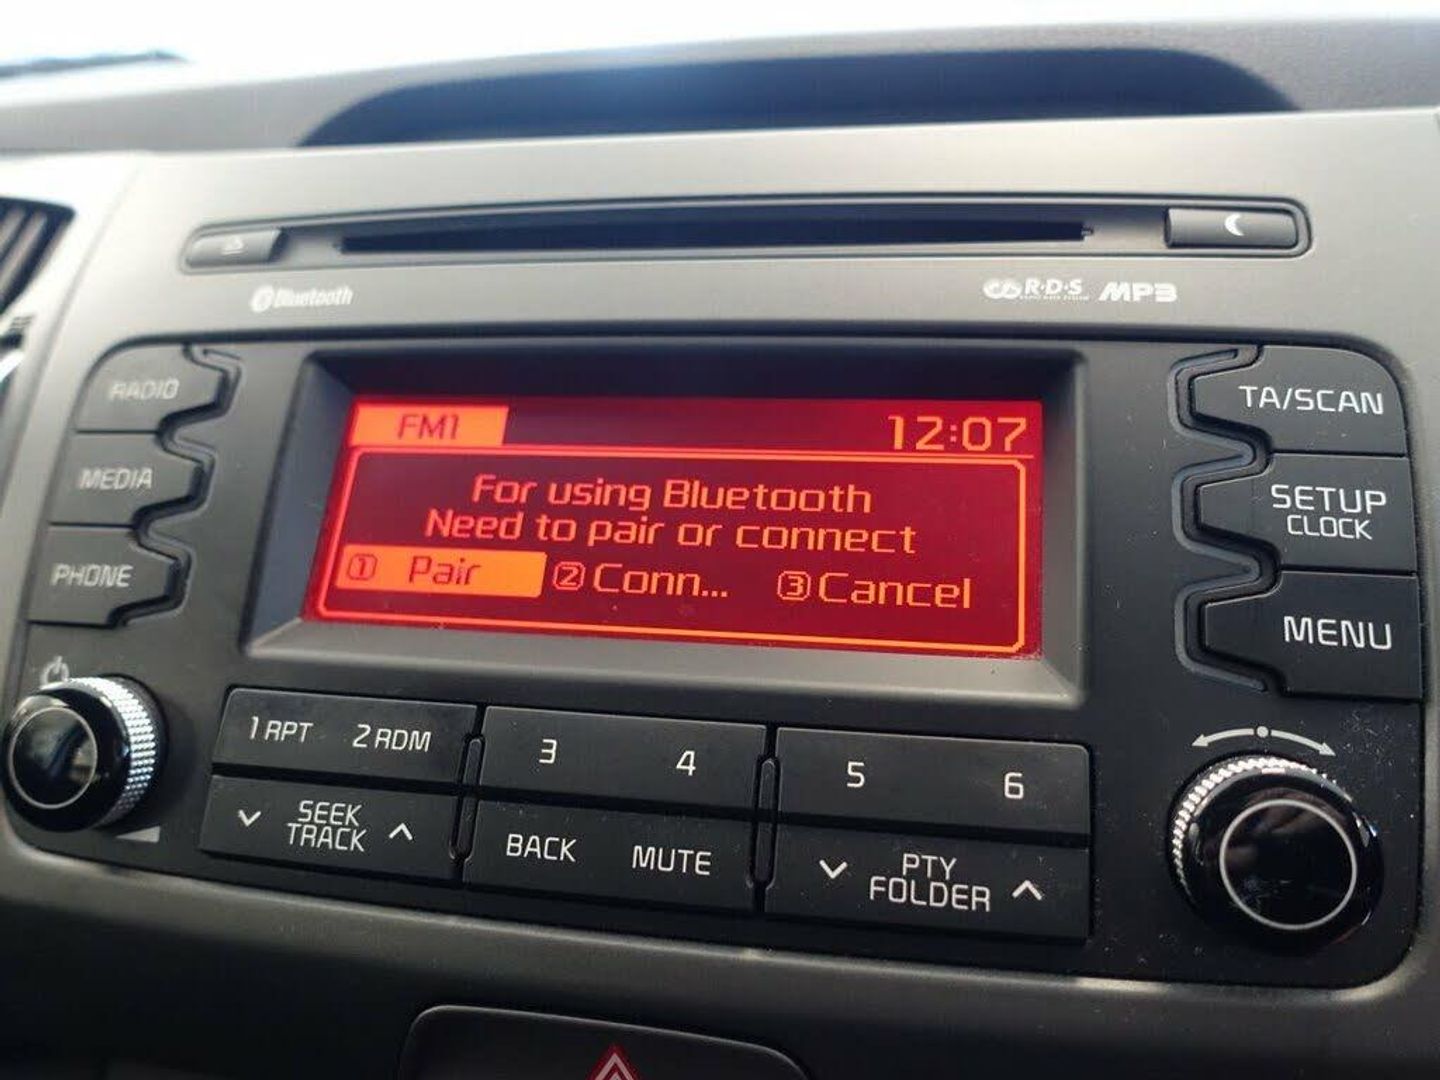 Bluetooth
R·D·S
MP3
RADIO
MEDIA
PHONE
FM1
12:07
For using Bluetooth
Need to pair or connect
1 Pair 2 Conn... 3 Cancel
TA/SCAN
SETUP
CLOCK
MENU
1 RPT 2 RDM
3 4
5 6
SEEK
TRACK
BACK MUTE
PTY
FOLDER